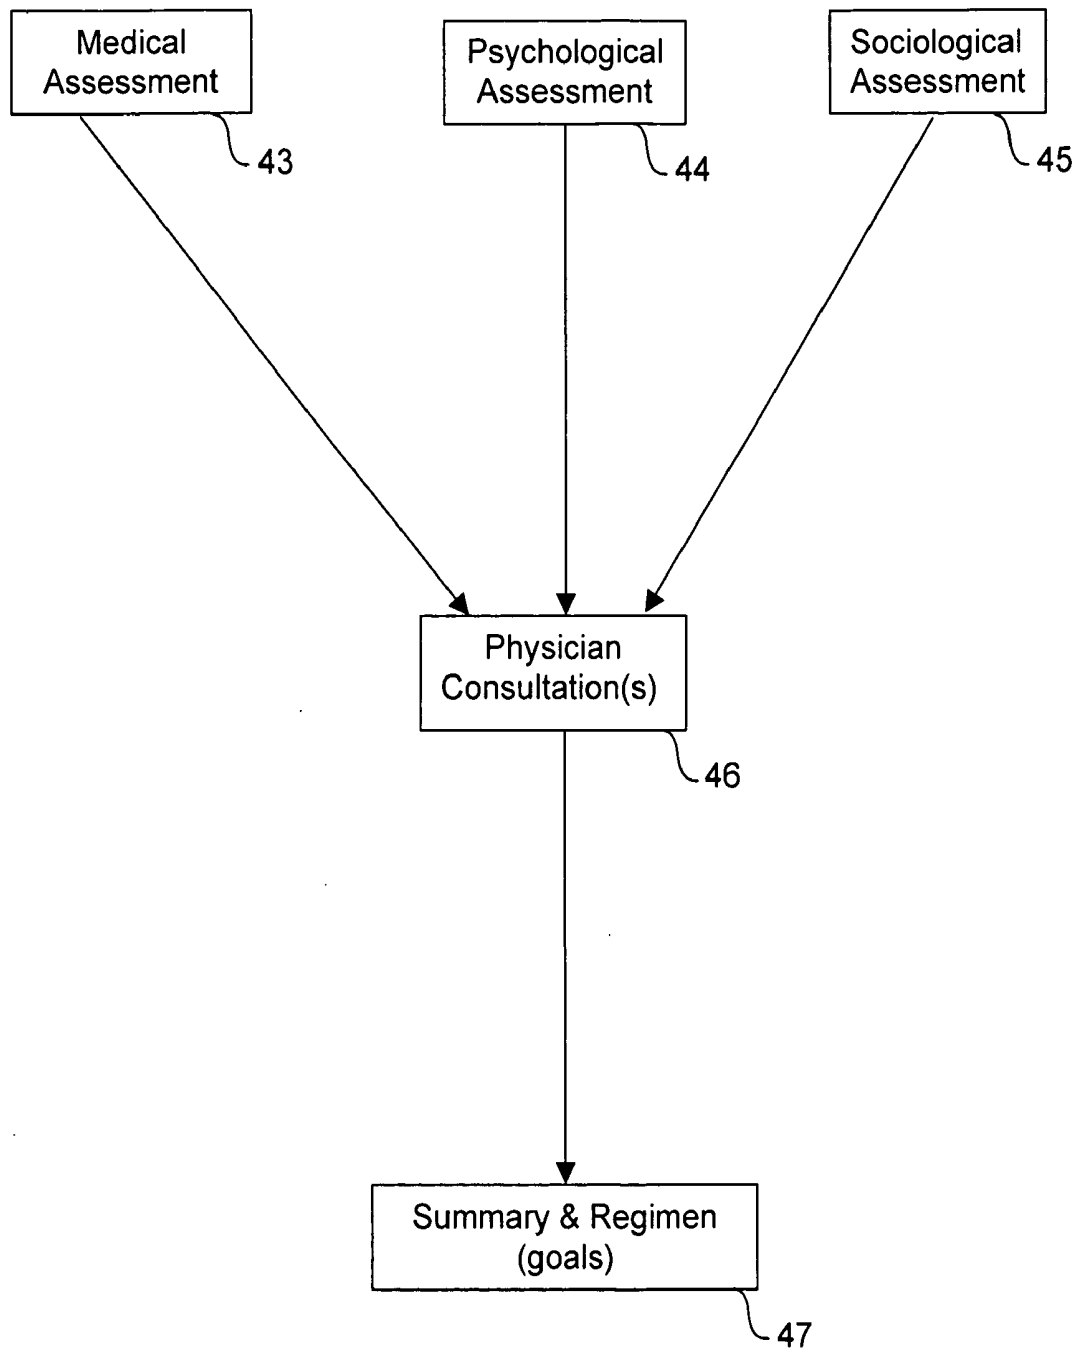 Medical
Assessment
43
Psychological
Assessment
44
Sociological
Assessment
45
Physician
Consultation(s)
46
Summary & Regimen
(goals)
47